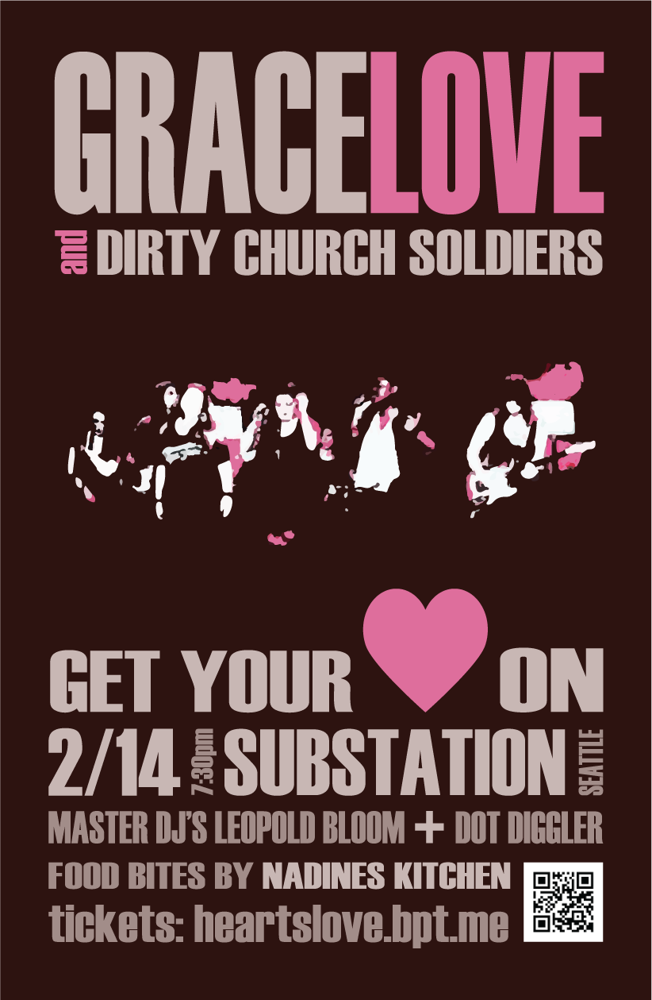 GRACELOVE
and DIRTY CHURCH SOLDIERS
GET YOUR ON
2/14 7:30pm SUBSTATION SEATTLE
MASTER DJ'S LEOPOLD BLOOM + DOT DIGGLER
FOOD BITES BY NADINES KITCHEN
tickets: heartslove.bpt.me